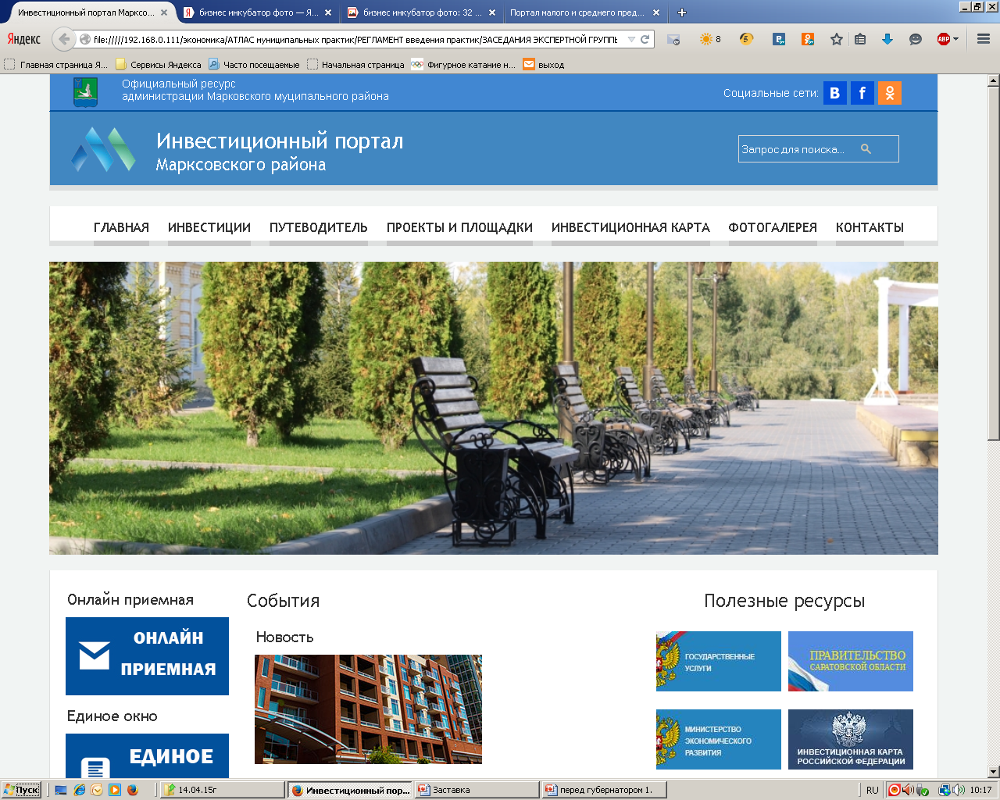 Инвестиционный портал Марксо...
бизнес инкубатор фото — Я...
бизнес инкубатор фото: 32 ...
Портал малого и среднего пред...
Яндекс
file://///192.168.0.111/экономика/АТЛАС муниципальных практик/РЕГЛАМЕНТ введения практик/ЗАСЕДАНИЯ ЭКСПЕРТНОЙ ГРУППЬ
8
5
ABP
Главная страница Я...
Сервисы Яндекса
Часто посещаемые
Начальная страница
Фигурное катание н...
выход
Официальный ресурс
администрации Марковского муципального района
Социальные сети:
В
f
Инвестиционный портал
Марксовского района
Запрос для поиска...
ГЛАВНАЯ
ИНВЕСТИЦИИ
ПУТЕВОДИТЕЛЬ
ПРОЕКТЫ И ПЛОЩАДКИ
ИНВЕСТИЦИОННАЯ КАРТА
ФОТОГАЛЕРЕЯ
КОНТАКТЫ
Онлайн приемная
ОНЛАЙН
ПРИЕМНАЯ
Единое окно
ЕДИНОЕ
События
Новость
Полезные ресурсы
ГОСУДАРСТВЕННЫЕ
УСЛУГИ
ПРАВИТЕЛЬСТВО
САРАТОВСКОЙ ОБЛАСТИ
МИНИСТЕРСТВО
ЭКОНОМИЧЕСКОГО
РАЗВИТИЯ
ИНВЕСТИЦИОННАЯ КАРТА
РОССИЙСКОЙ ФЕДЕРАЦИИ
Пуск
14.04.15г
Инвестиционный пор...
Заставка
перед губернатором 1.
RU
10:17